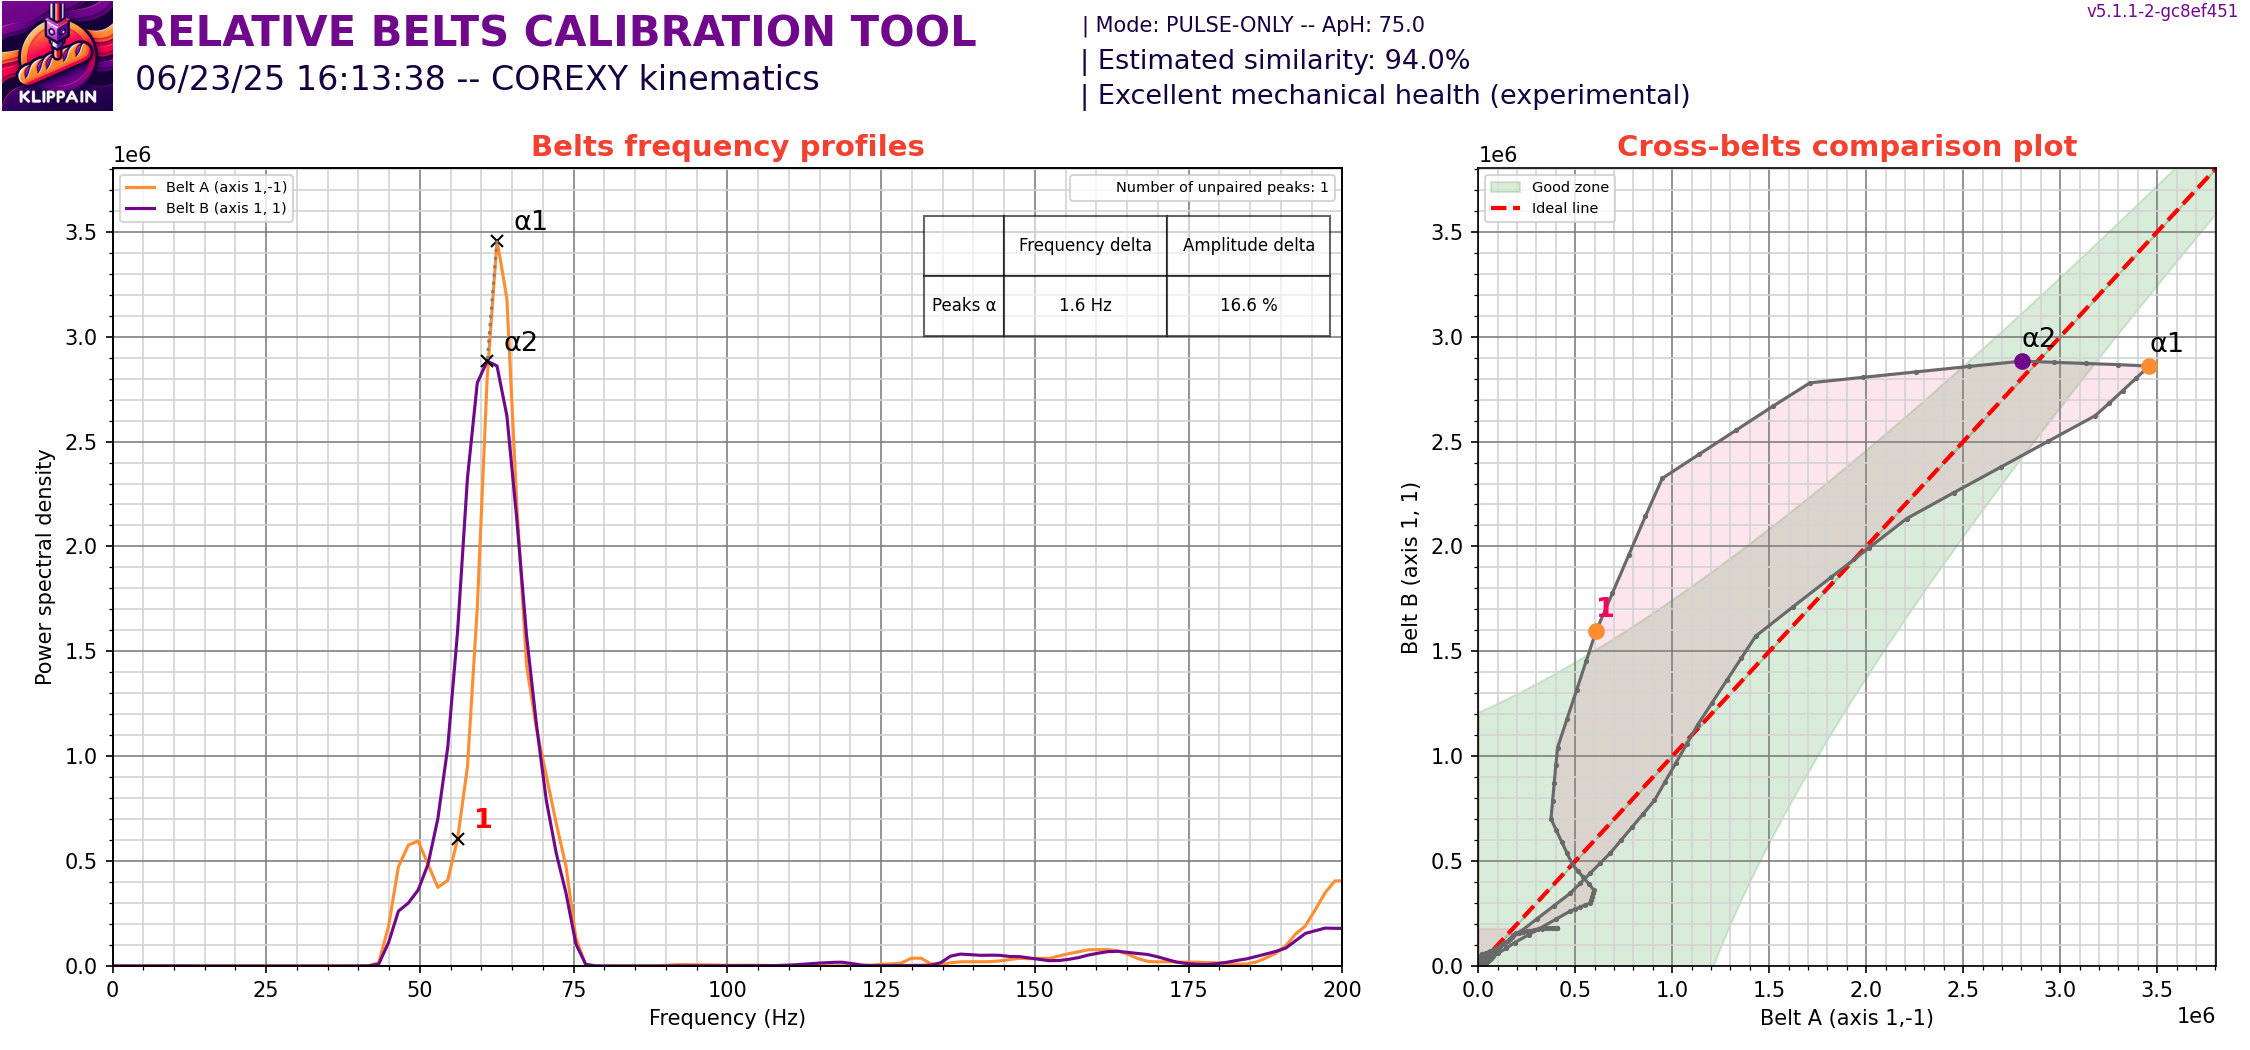 KLIPPAIN
RELATIVE BELTS CALIBRATION TOOL
06/23/25 16:13:38 -- COREXY kinematics
| Mode: PULSE-ONLY -- ApH: 75.0
| Estimated similarity: 94.0%
| Excellent mechanical health (experimental)
v5.1.1-2-gc8ef451
Belts frequency profiles
1e6
Belt A (axis 1,-1)
Belt B (axis 1, 1)
Number of unpaired peaks: 1
Frequency delta Amplitude delta
Peaks α 1.6 Hz 16.6 %
α1
α2
1
3.5
3.0
2.5
2.0
1.5
1.0
0.5
0.0
Power spectral density
0 25 50 75 100 125 150 175 200
Frequency (Hz)
Cross-belts comparison plot
1e6
Good zone
Ideal line
α2
α1
1
3.5
3.0
2.5
2.0
1.5
1.0
0.5
0.0
Belt B (axis 1, 1)
0.0 0.5 1.0 1.5 2.0 2.5 3.0 3.5
Belt A (axis 1,-1)
1e6